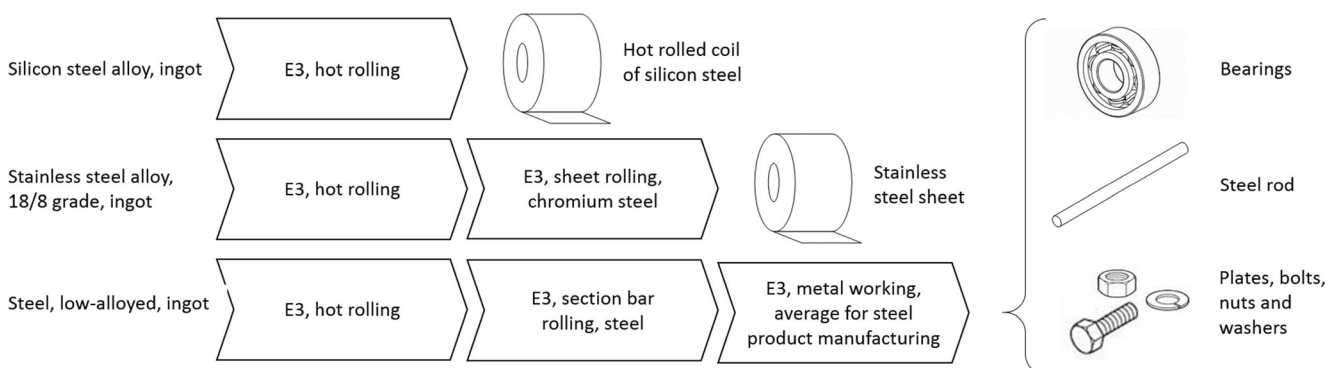 Silicon steel alloy, ingot
E3, hot rolling
Hot rolled coil
of silicon steel
Stainless steel alloy,
18/8 grade, ingot
E3, hot rolling
E3, sheet rolling,
chromium steel
Stainless
steel sheet
Steel, low-alloyed, ingot
E3, hot rolling
E3, section bar
rolling, steel
E3, metal working,
average for steel
product manufacturing
Bearings
Steel rod
Plates, bolts,
nuts and
washers